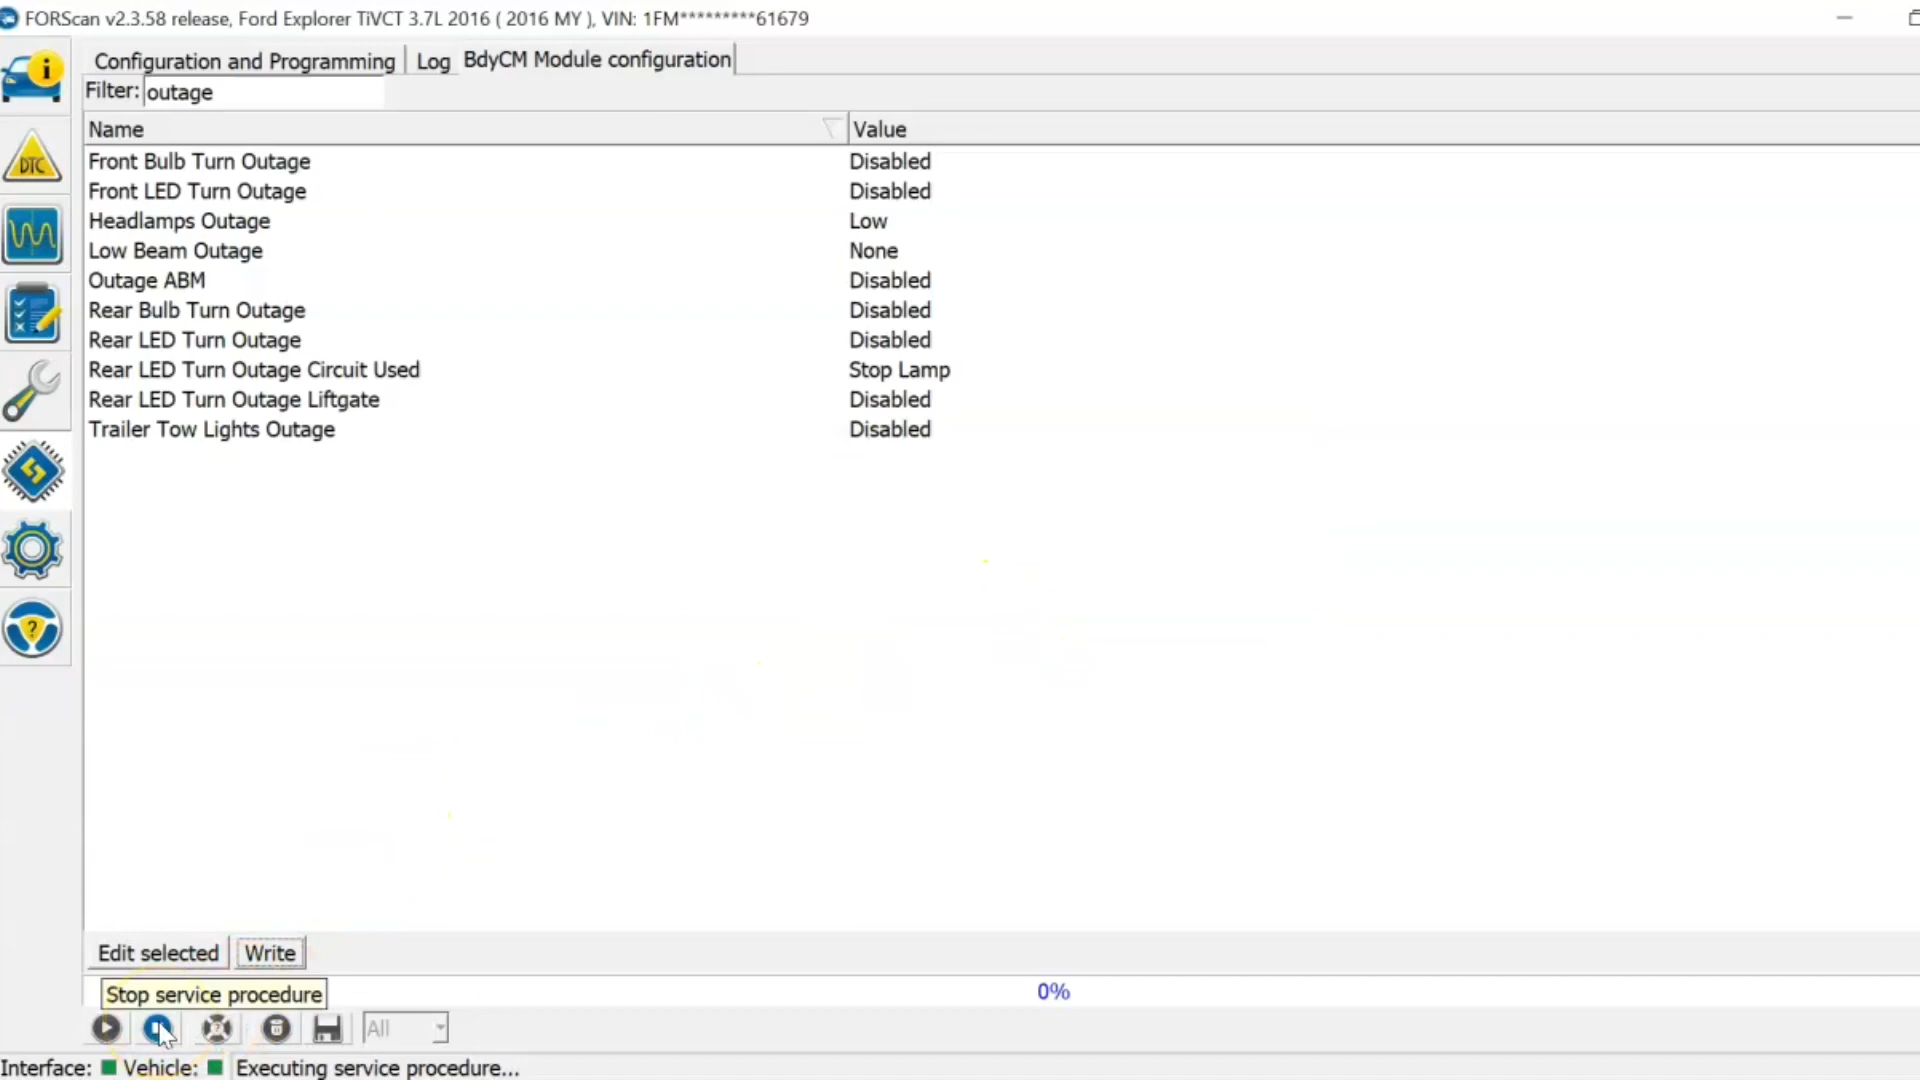 FORScan v2.3.58 release, Ford Explorer TiVCT 3.7L 2016 ( 2016 MY ), VIN: 1FM*********61679
i
Configuration and Programming Log BdyCM Module configuration
Filter: outage
Name Value
Front Bulb Turn Outage Disabled
DTC
Front LED Turn Outage Disabled
Headlamps Outage Low
Low Beam Outage None
Outage ABM Disabled
Rear Bulb Turn Outage Disabled
Rear LED Turn Outage Disabled
Rear LED Turn Outage Circuit Used Stop Lamp
Rear LED Turn Outage Liftgate Disabled
Trailer Tow Lights Outage Disabled
?
Edit selected Write
Stop service procedure 0%
All
Interface: Vehicle: Executing service procedure...